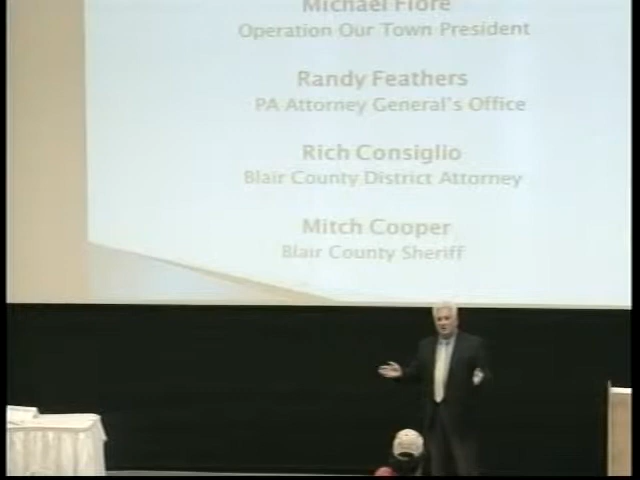 Michael Fiore
Operation Our Town President
Randy Feathers
PA Attorney General's Office
Rich Consiglio
Blair County District Attorney
Mitch Cooper
Blair County Sheriff